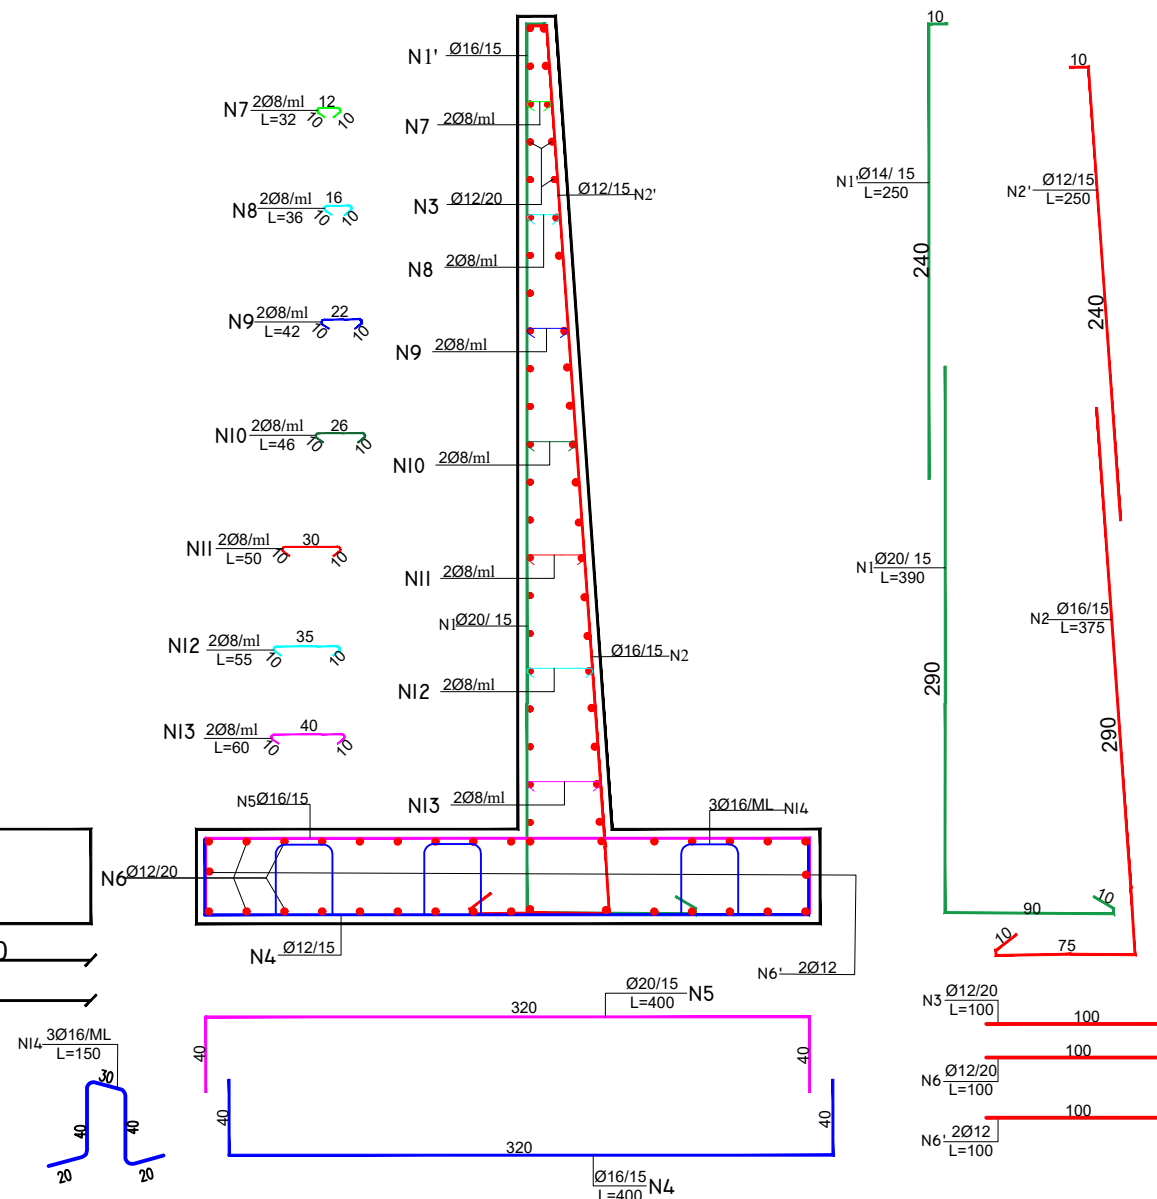 N1' Ø16/15
N7 2Ø8/ml 12
L=32 10 10
N7 2Ø8/ml
N8 2Ø8/ml 16
L=36 10 10
N3 Ø12/20
Ø12/15 N2'
N8 2Ø8/ml
N9 2Ø8/ml 22
L=42 10 10
N9 2Ø8/ml
N10 2Ø8/ml 26
L=46 10 10
N10 2Ø8/ml
N11 2Ø8/ml 30
L=50 10 10
N11 2Ø8/ml
N1 Ø20/ 15
N12 2Ø8/ml 35
L=55 10 10
Ø16/15 N2
N12 2Ø8/ml
N13 2Ø8/ml 40
L=60 10 10
N13 2Ø8/ml
N5 Ø16/15
3Ø16/ML N14
N6 Ø12/20
N4 Ø12/15
N6' 2Ø12
0
10
N1' Ø14/ 15
L=250
240
10
N2' Ø12/15
L=250
240
N1 Ø20/ 15
L=390
290
90
10
N2 Ø16/15
L=375
290
75
10
Ø20/15 N5
L=400
320
40
40
N14 3Ø16/ML
L=150
30
40
40
20
20
40
40
320
Ø16/15 N4
L=400
N3 Ø12/20
L=100
100
N6 Ø12/20
L=100
100
N6' 2Ø12
L=100
100